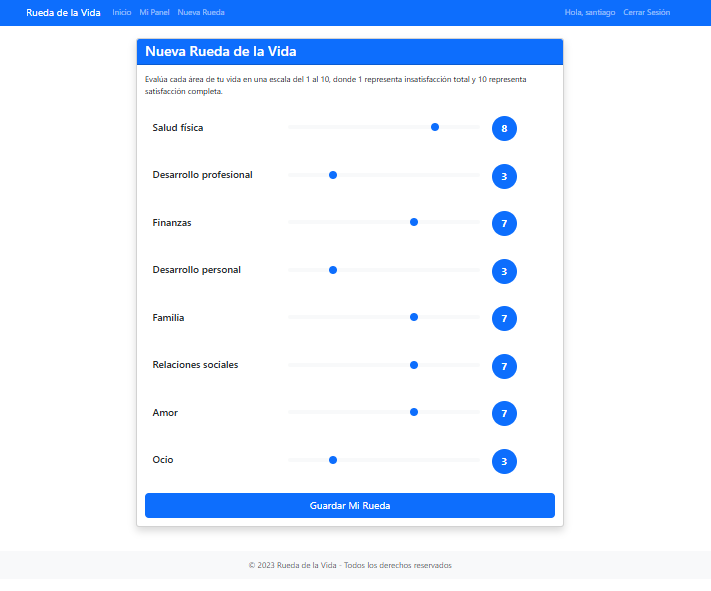 Rueda de la Vida Inicio Mi Panel Nueva Rueda Hola, santiago Cerrar Sesión
Nueva Rueda de la Vida
Evalúa cada área de tu vida en una escala del 1 al 10, donde 1 representa insatisfacción total y 10 representa
satisfacción completa.
Salud física 8
Desarrollo profesional 3
Finanzas 7
Desarrollo personal 3
Familia 7
Relaciones sociales 7
Amor 7
Ocio 3
Guardar Mi Rueda
© 2023 Rueda de la Vida - Todos los derechos reservados